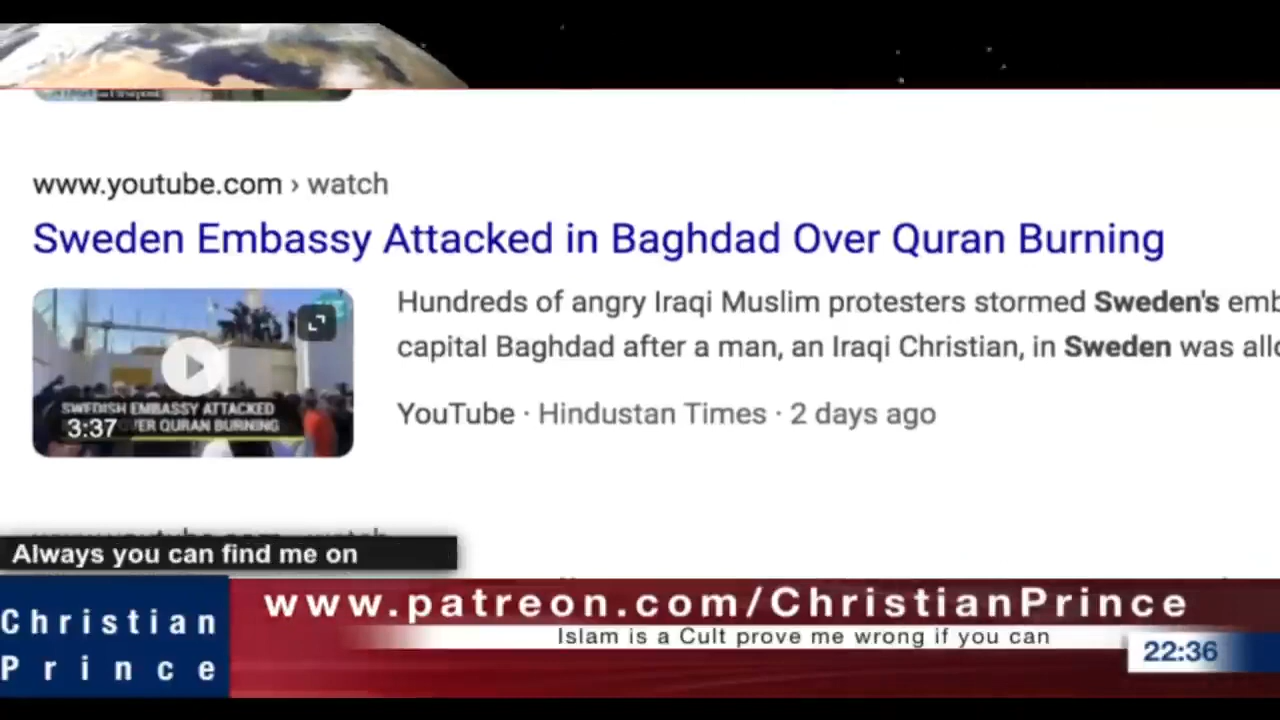 www.youtube.com › watch
Sweden Embassy Attacked in Baghdad Over Quran Burning
Hundreds of angry Iraqi Muslim protesters stormed Sweden's
capital Baghdad after a man, an Iraqi Christian, in Sweden was
SWEDISH EMBASSY ATTACKED
3:37 OVER QURAN BURNING
YouTube · Hindustan Times · 2 days ago
Always you can find me on
www.patreon.com/ChristianPrince
Christian
Prince
Islam is a Cult prove me wrong if you can
22:36